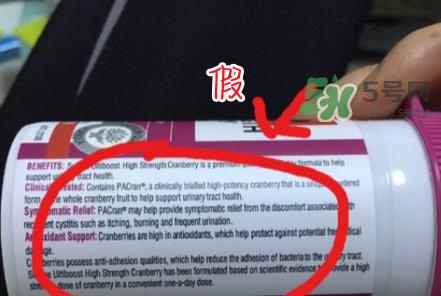 假
5号网
BENEFITS: Swisse Ultiboost High Strength Cranberry is a premium formula to help
support urinary tract health.
Clinically Tested: Contains PACran®, a clinically trialled high-potency cranberry that is a powdered
form of the whole cranberry fruit to help support urinary tract health.
Symptomatic Relief: PACran® may help provide symptomatic relief from the discomfort associated with
recurrent cystitis such as itching, burning and frequent urination.
Antioxidant Support: Cranberries are high in antioxidants, which help protect against potential free radical
damage.
Cranberries possess anti-adhesion qualities, which help reduce the adhesion of bacteria to the urinary tract.
Swisse Ultiboost High Strength Cranberry has been formulated based on scientific evidence to provide a high
strength dose of cranberry in a convenient one-a-day dose.